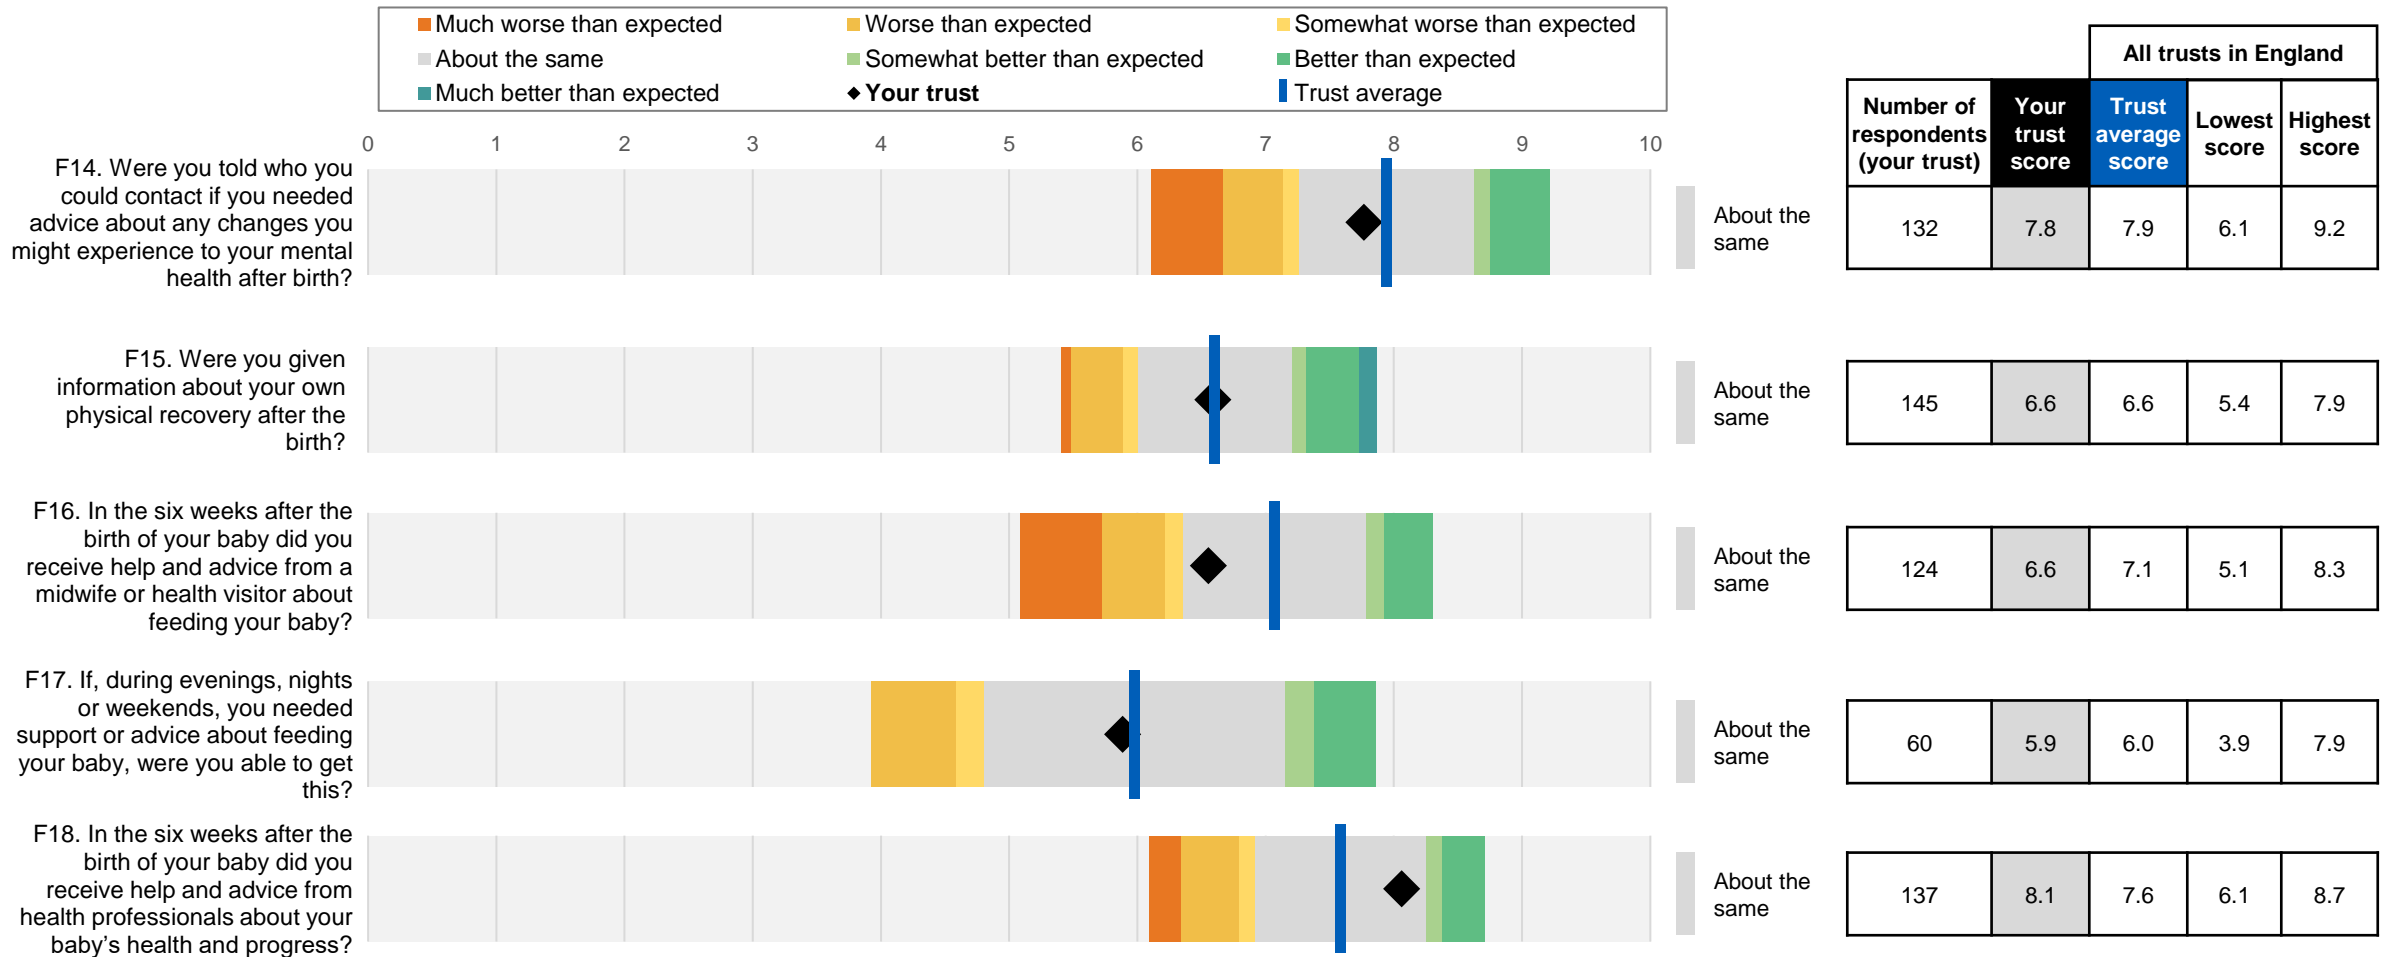 Much worse than expected
Worse than expected
Somewhat worse than expected
About the same
Somewhat better than expected
Better than expected
Much better than expected
Your trust
Trust average
All trusts in England
Number of
respondents
(your trust)
Your
trust
score
Trust
average
score
Lowest
score
Highest
score
0 1 2 3 4 5 6 7 8 9 10
F14. Were you told who you
could contact if you needed
advice about any changes you
might experience to your mental
health after birth?
About the
same
132 7.8 7.9 6.1 9.2
F15. Were you given
information about your own
physical recovery after the
birth?
About the
same
145 6.6 6.6 5.4 7.9
F16. In the six weeks after the
birth of your baby did you
receive help and advice from a
midwife or health visitor about
feeding your baby?
About the
same
124 6.6 7.1 5.1 8.3
F17. If, during evenings, nights
or weekends, you needed
support or advice about feeding
your baby, were you able to get
this?
About the
same
60 5.9 6.0 3.9 7.9
F18. In the six weeks after the
birth of your baby did you
receive help and advice from
health professionals about your
baby’s health and progress?
About the
same
137 8.1 7.6 6.1 8.7